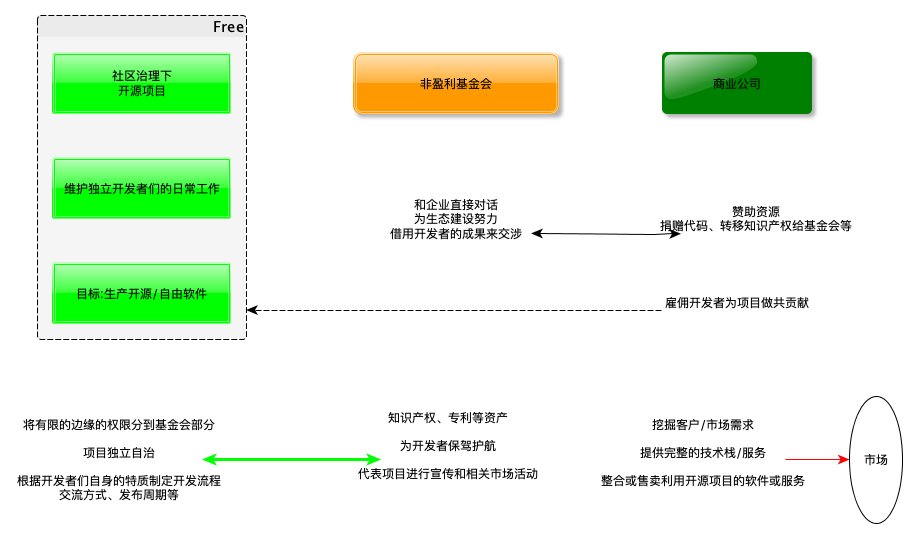 Free
社区治理下
开源项目
非盈利基金会
商业公司
维护独立开发者们的日常工作
和企业直接对话
为生态建设努力
借用开发者的成果来交涉
赞助资源
捐赠代码、转移知识产权给基金会等
目标:生产开源/自由软件
雇佣开发者为项目做共贡献
将有限的边缘的权限分到基金会部分
项目独立自治
根据开发者们自身的特质制定开发流程
交流方式、发布周期等
知识产权、专利等资产
为开发者保驾护航
代表项目进行宣传和相关市场活动
挖掘客户/市场需求
提供完整的技术栈/服务
整合或售卖利用开源项目的软件或服务
市场